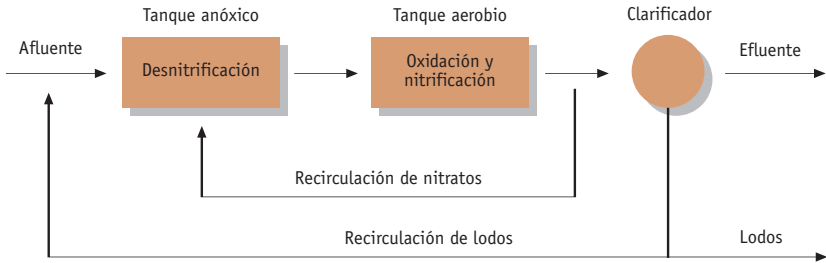 Tanque anóxico
Tanque aerobio
Clarificador
Afluente
Desnitrificación
Oxidación y
nitrificación
Efluente
Recirculación de nitratos
Recirculación de lodos
Lodos